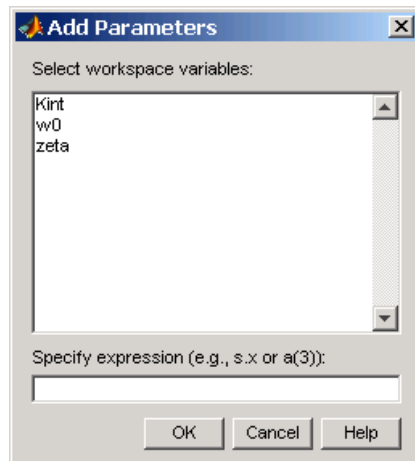 Add Parameters
Select workspace variables:
Kint
w0
zeta
Specify expression (e.g., s.x or a(3)):
OK Cancel Help